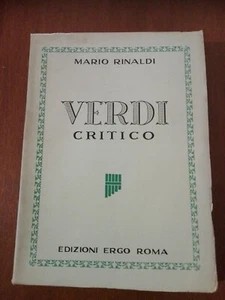 MARIO RINALDI
VERDI
CRITICO
EDIZIONI ERGO ROMA